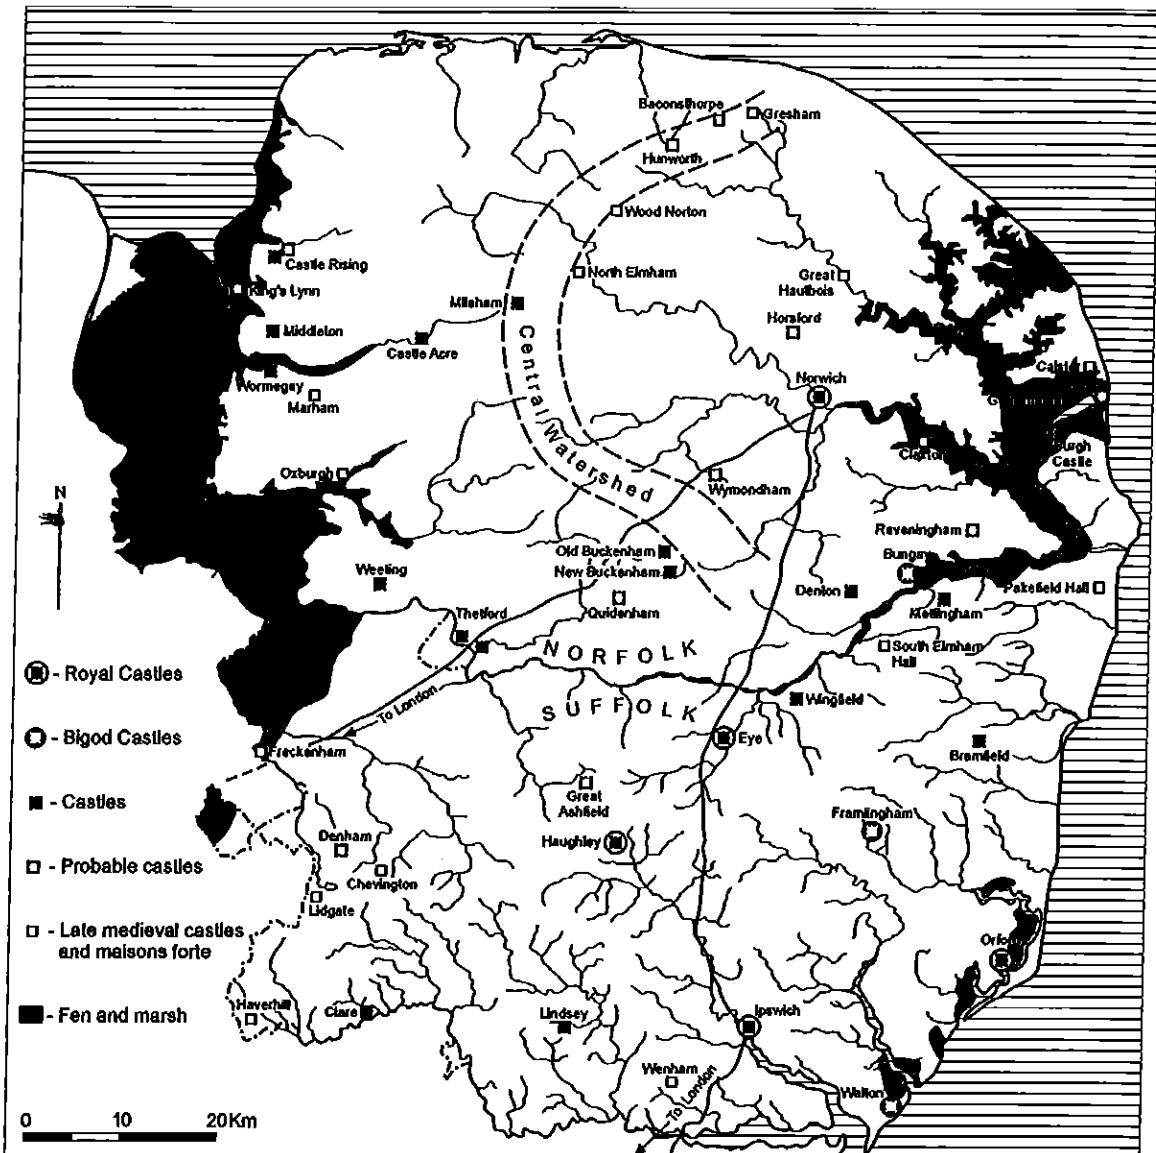 Baconsthorpe
Gresham
Hunworth
Wood Norton
Castle Rising
North Elmham
Great
Hautbois
King's Lynn
Mileham
Middleton
Horsford
Castle Acre
Wormegay
Marham
Norwich
Central Watershed
Claxton
Castle
Oxburgh
Wymondham
N
Raveningham
Old Buckenham
Bungay
New Buckenham
Weeting
Denton
Pakefield Hall
Quidenham
Mettingham
Thetford
NORFOLK
South Elmham
Hall
- Royal Castles
To London
SUFFOLK
Wingfield
- Bigod Castles
Eye
Freckenham
Bramfield
- Castles
Great
Ashfield
Framlingham
Denham
Haughley
- Probable castles
Chevington
Lidgate
- Late medieval castles
and maisons forte
Orford
Haverhill
Clare
Lindsey
Ipswich
- Fen and marsh
Wenham
To London
Walton
0 10 20Km